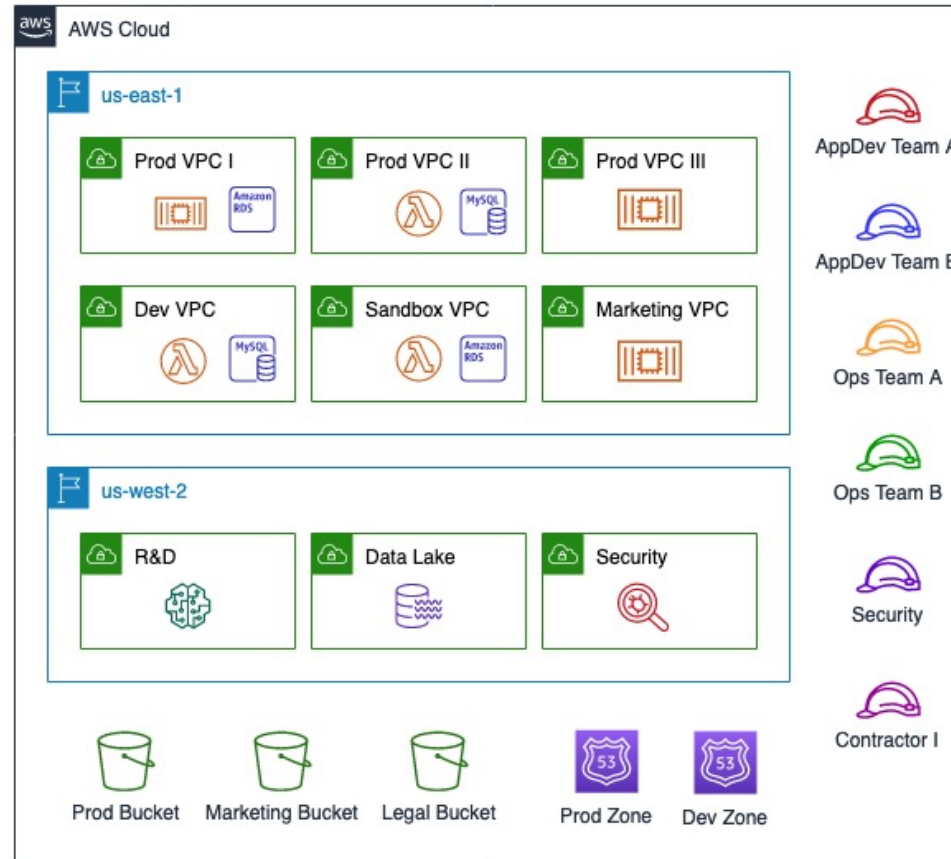 aws
AWS Cloud
us-east-1
Prod VPC I
Amazon
RDS
Prod VPC II
MySQL
Prod VPC III
Dev VPC
MySQL
Sandbox VPC
Amazon
RDS
Marketing VPC
us-west-2
R&D
Data Lake
Security
Prod Bucket
Marketing Bucket
Legal Bucket
53
Prod Zone
53
Dev Zone
AppDev Team A
AppDev Team B
Ops Team A
Ops Team B
Security
Contractor I